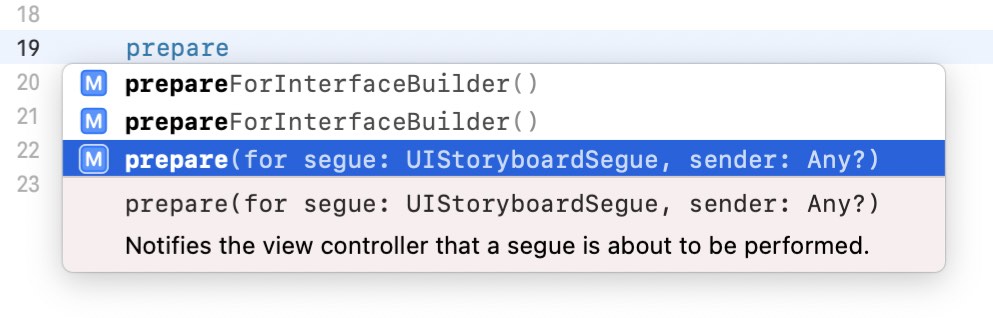 18
19 prepare
20
21
22
23
M prepareForInterfaceBuilder()
M prepareForInterfaceBuilder()
M prepare(for segue: UIStoryboardSegue, sender: Any?)
prepare(for segue: UIStoryboardSegue, sender: Any?)
Notifies the view controller that a segue is about to be performed.